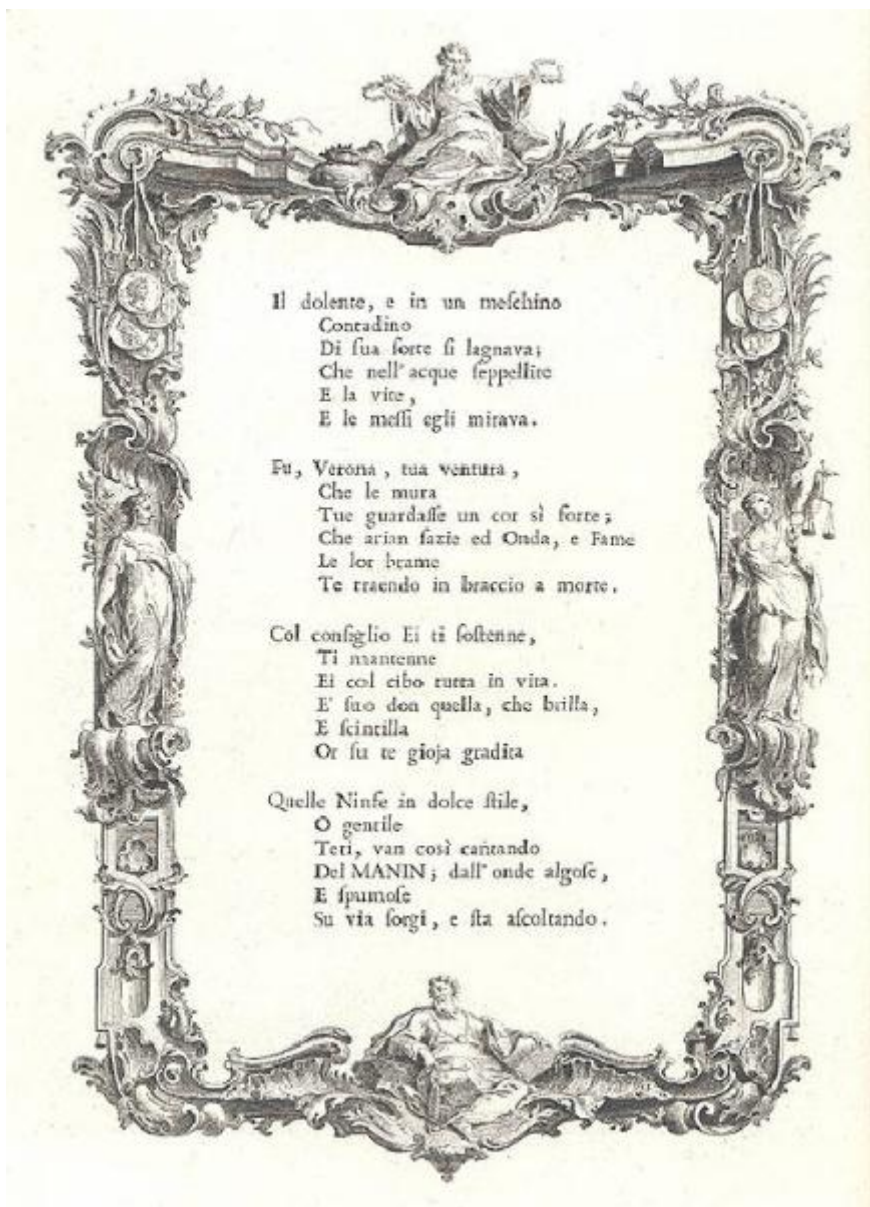 Il dolente, e in un meſchino
Contadino
Di ſua ſorte ſi lagnava;
Che nell' acque ſeppellite
E la vite,
E le meſſi egli mirava.
Fu, Verona, tua ventura,
Che le mura
Tue guardaſſe un cor sì forte;
Che arian ſazie ed Onda, e Fame
Le lor brame
Te traendo in braccio a morte.
Col conſiglio Ei ti ſoſtenne,
Ti mantenne
Ei col cibo tutta in vita.
E' ſuo don quella, che brilla,
E ſcintilla
Or ſu te gioja gradita
Quelle Ninfe in dolce ſtile,
O gentile
Teti, van così cantando
Del MANIN; dall' onde algoſe,
E ſpumoſe
Su via ſorgi, e ſta aſcoltando.